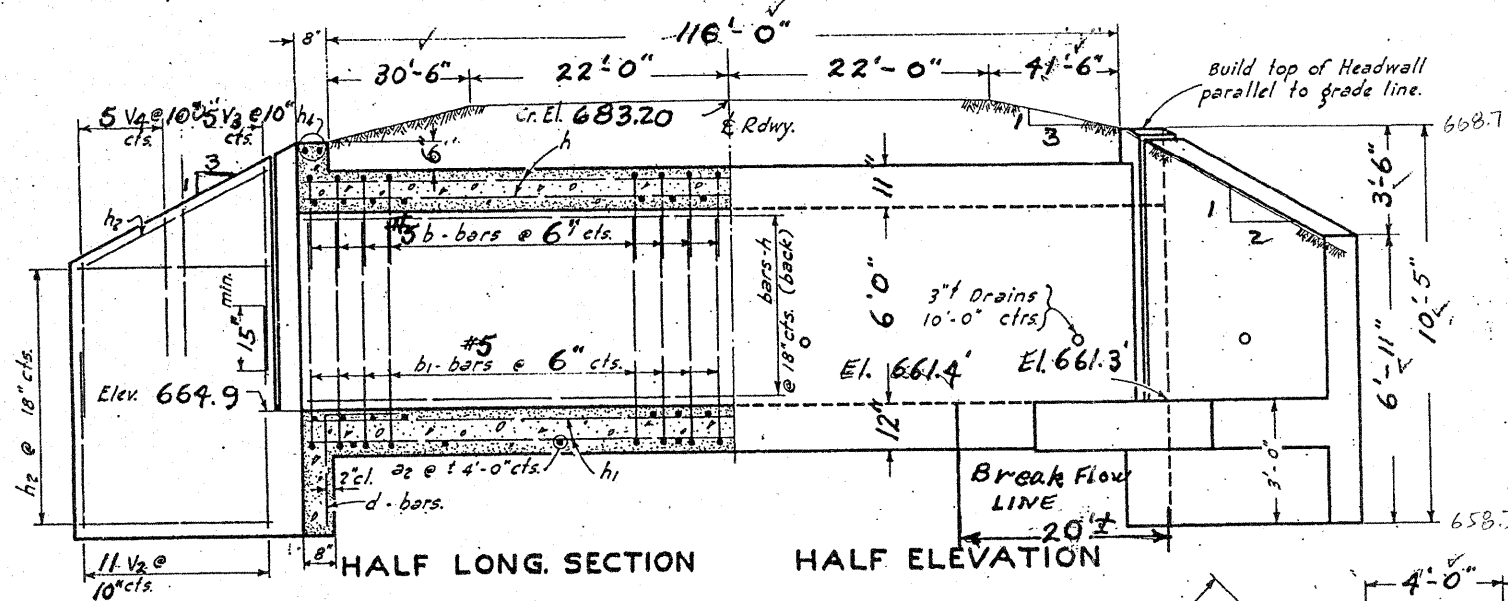 116'-0"
8"
30'-6"
22'-0"
22'-0"
41'-6"
Build top of Headwall
parallel to grade line.
5 V4 @ 10"
cts.
5 V3 @ 10"
cts.
h4
Cr. El. 683.20
℄ Rdwy.
1
3
668.7
6"
h
11"
3'-6"
1
3
h2
#5 b-bars @ 6" cts.
1
2
bars-h
@ 18" cts. (back)
6'0"
3"ø Drains
10'-0" ctrs.
10'-5"
15" min.
#5
b1-bars @ 6" cts.
El. 661.4'
El. 661.3'
6'-11"
Elev. 664.9
h2 @ 18" cts.
12"
a2 @ ± 4'-0" cts.
h1
2" cl.
d-bars.
Break Flow
LINE
3'-0"
20'±
658.
8"
HALF LONG. SECTION
HALF ELEVATION
11 V2 @
10" cts.
4'-0"